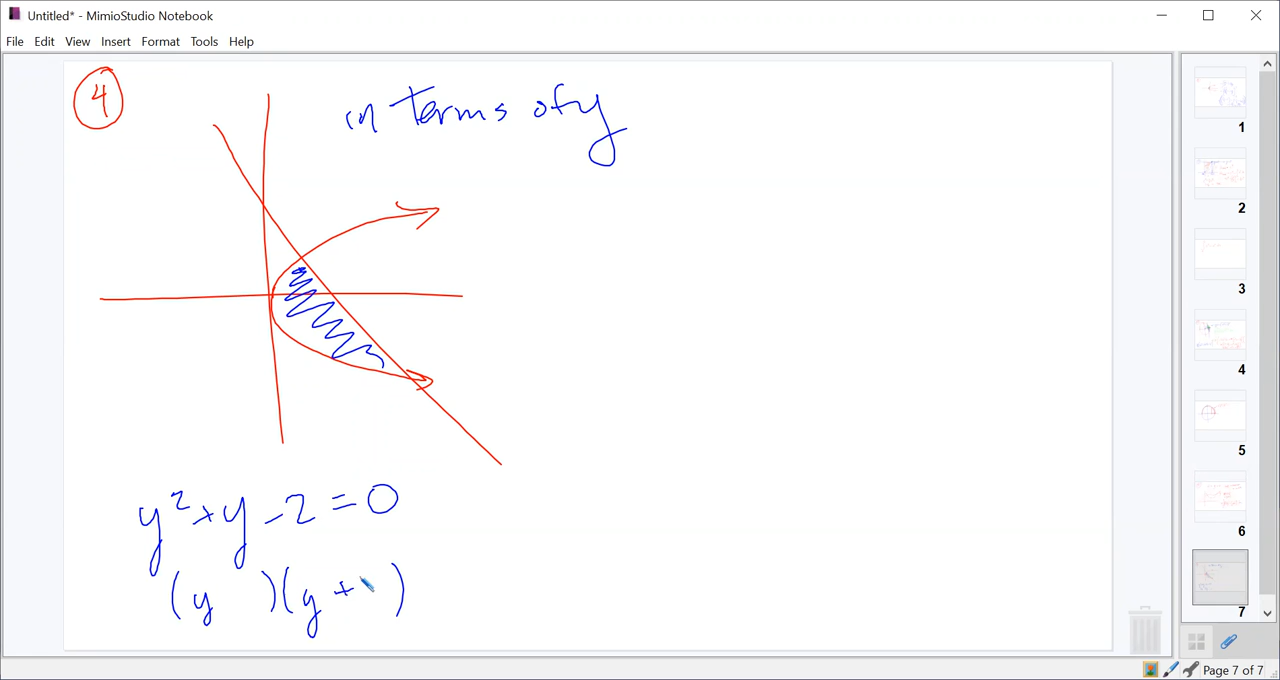 Untitled* - MimioStudio Notebook
File Edit View Insert Format Tools Help
4
in terms of y
y² + y - 2 = 0
(y )(y + )
1
2
3
4
5
6
7
Page 7 of 7